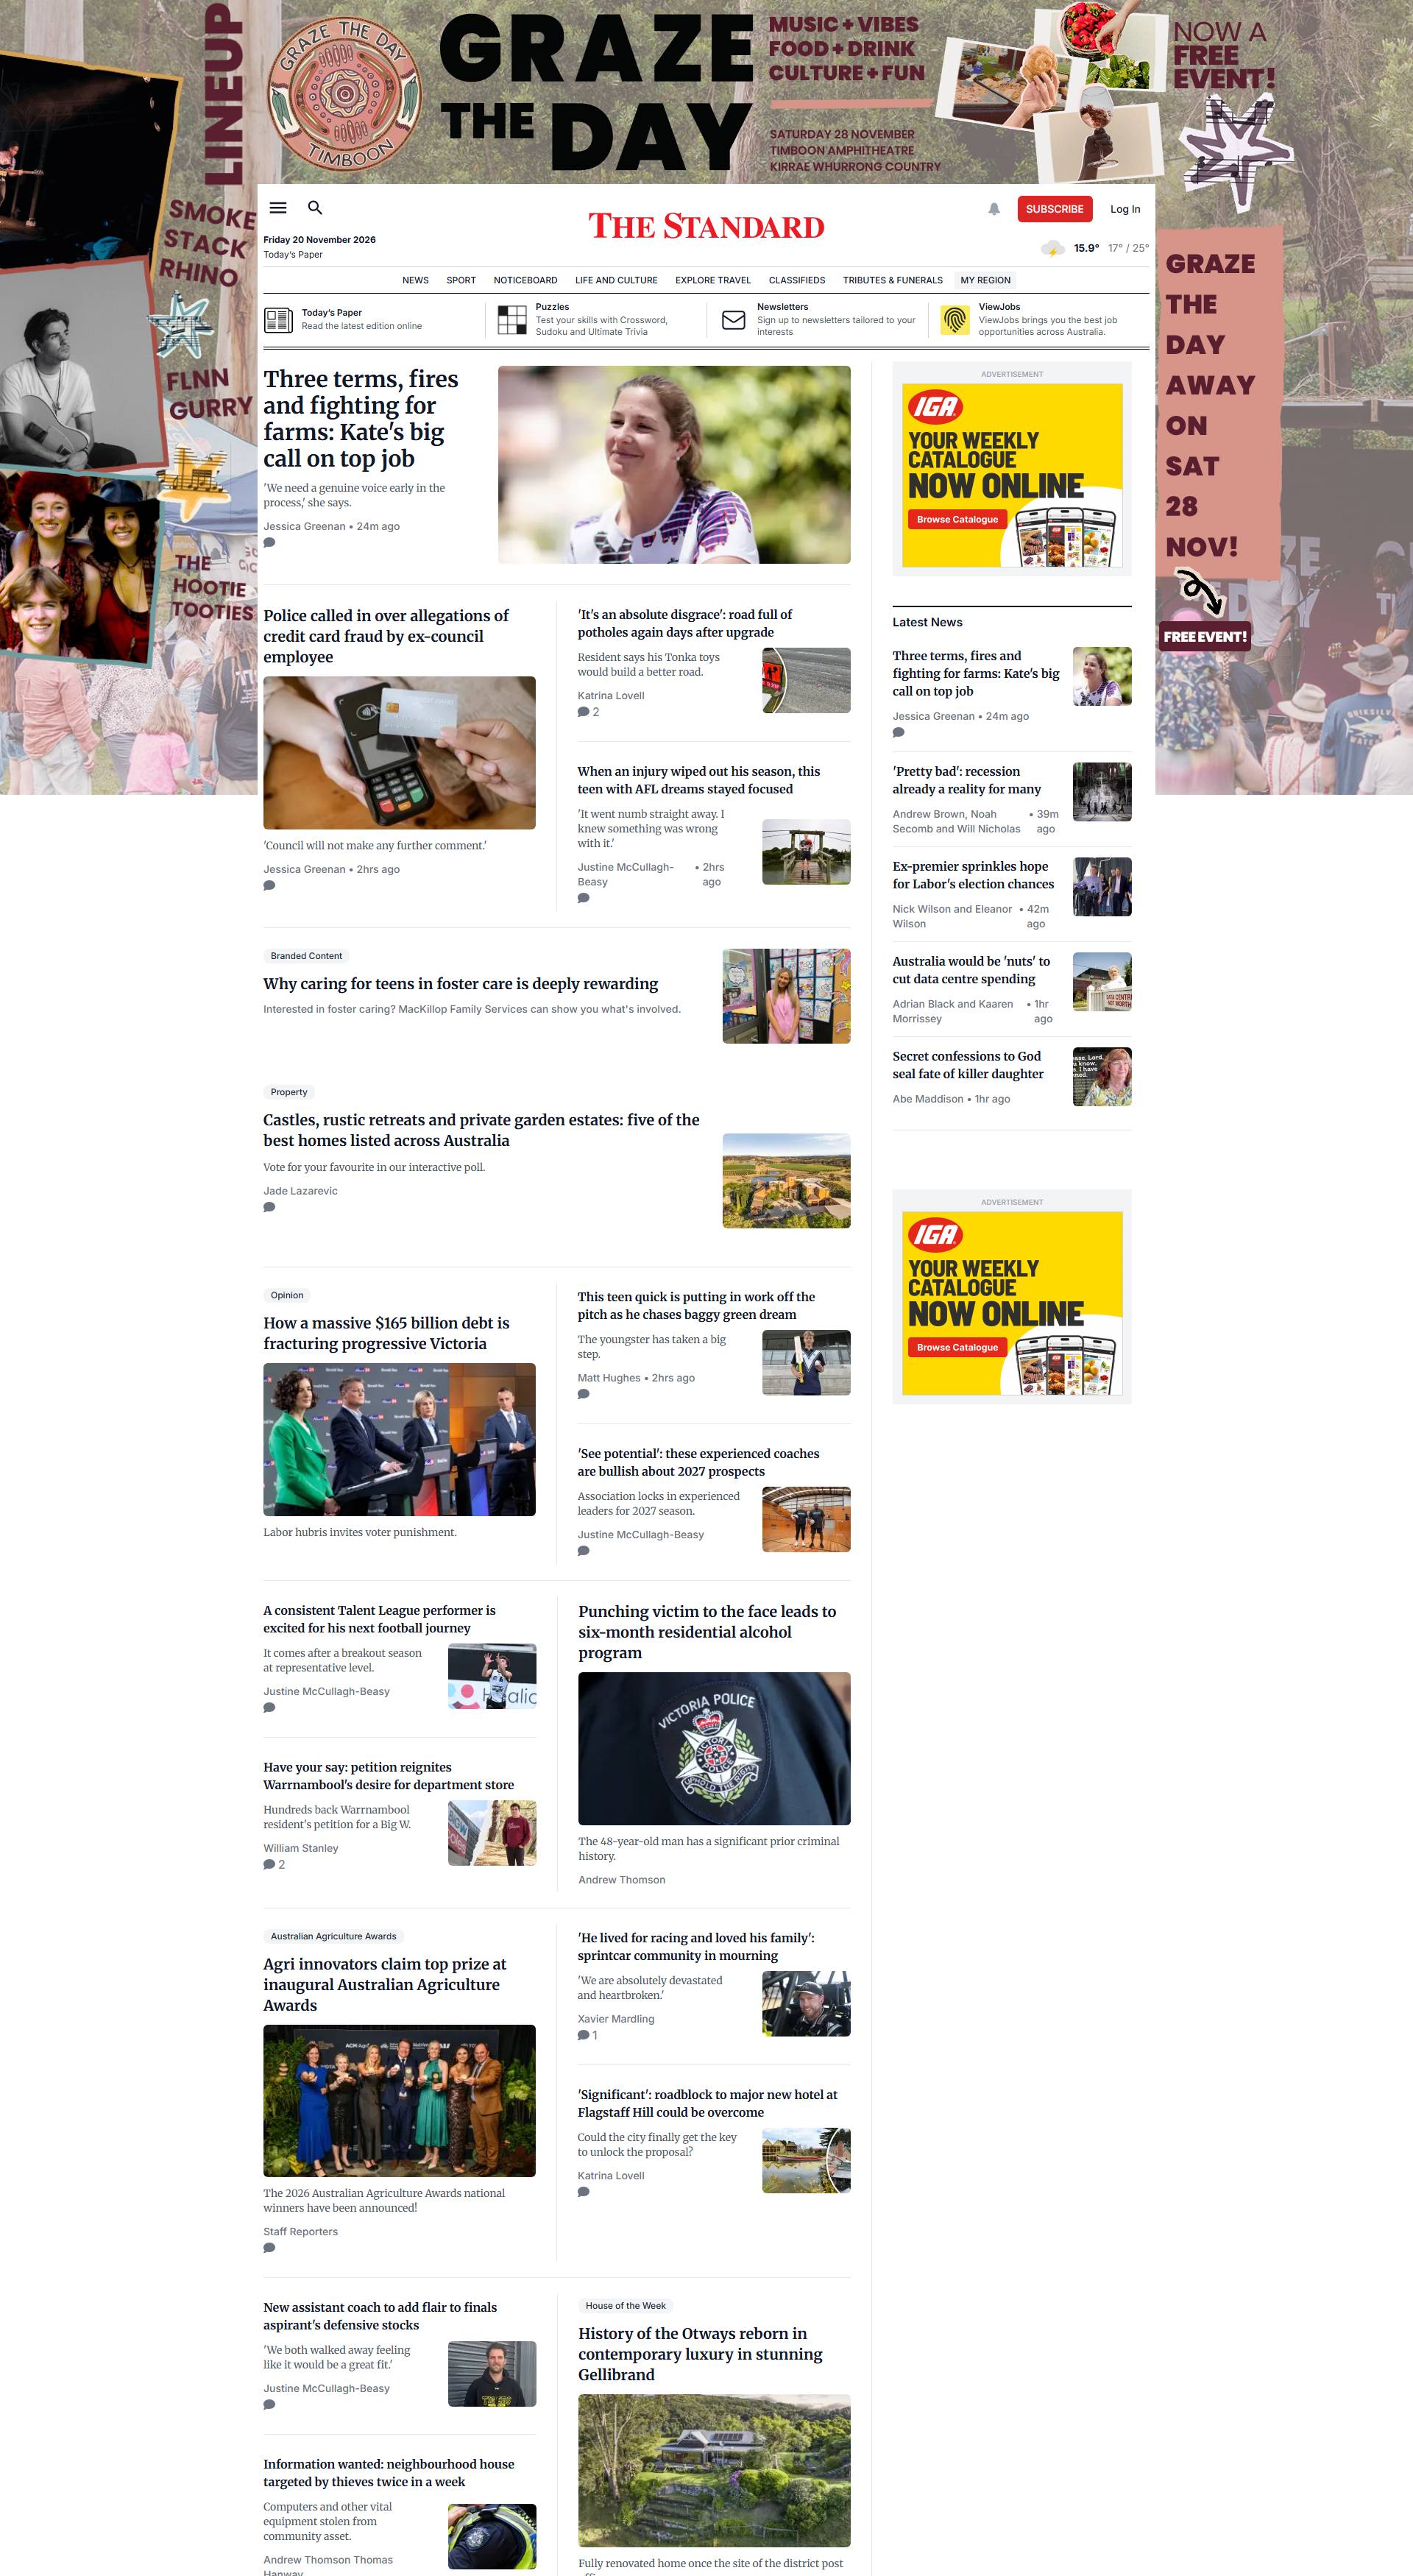 LINEUP
GRAZE THE DAY
TIMBOON
GRAZE
THE DAY
MUSIC + VIBES
FOOD + DRINK
CULTURE + FUN
SATURDAY 28 NOVEMBER
TIMBOON AMPHITHEATRE
KIRRAE WHURRONG COUNTRY
NOW A
FREE
EVENT!
SMOKE
STACK
RHINO
FLNN
GURRY
THE
HOOTIE
TOOTIES
GRAZE
THE
DAY
AWAY
ON
SAT
28
NOV!
FREE EVENT!
QUIKSILVER
WATER
SUBSCRIBE
Log In
THE STANDARD
Friday 20 November 2026
Today's Paper
15.9° 17° / 25°
NEWS SPORT NOTICEBOARD LIFE AND CULTURE EXPLORE TRAVEL CLASSIFIEDS TRIBUTES & FUNERALS MY REGION
Today's Paper
Read the latest edition online
Puzzles
Test your skills with Crossword,
Sudoku and Ultimate Trivia
Newsletters
Sign up to newsletters tailored to your
interests
ViewJobs
ViewJobs brings you the best job
opportunities across Australia.
Three terms, fires
and fighting for
farms: Kate's big
call on top job
'We need a genuine voice early in the
process,' she says.
Jessica Greenan • 24m ago
Police called in over allegations of
credit card fraud by ex-council
employee
'Council will not make any further comment.'
Jessica Greenan • 2hrs ago
'It's an absolute disgrace': road full of
potholes again days after upgrade
Resident says his Tonka toys
would build a better road.
Katrina Lovell
2
When an injury wiped out his season, this
teen with AFL dreams stayed focused
'It went numb straight away. I
knew something was wrong
with it.'
Justine McCullagh- • 2hrs
Beasy ago
Branded Content
Why caring for teens in foster care is deeply rewarding
Interested in foster caring? MacKillop Family Services can show you what's involved.
Property
Castles, rustic retreats and private garden estates: five of the
best homes listed across Australia
Vote for your favourite in our interactive poll.
Jade Lazarevic
Opinion
How a massive $165 billion debt is
fracturing progressive Victoria
Labor hubris invites voter punishment.
This teen quick is putting in work off the
pitch as he chases baggy green dream
The youngster has taken a big
step.
Matt Hughes • 2hrs ago
'See potential': these experienced coaches
are bullish about 2027 prospects
Association locks in experienced
leaders for 2027 season.
Justine McCullagh-Beasy
A consistent Talent League performer is
excited for his next football journey
It comes after a breakout season
at representative level.
Justine McCullagh-Beasy
Have your say: petition reignites
Warrnambool's desire for department store
Hundreds back Warrnambool
resident's petition for a Big W.
William Stanley
2
Punching victim to the face leads to
six-month residential alcohol
program
VICTORIA POLICE
VICTORIA
POLICE
UPHOLD THE RIGHT
The 48-year-old man has a significant prior criminal
history.
Andrew Thomson
Australian Agriculture Awards
Agri innovators claim top prize at
inaugural Australian Agriculture
Awards
The 2026 Australian Agriculture Awards national
winners have been announced!
Staff Reporters
'He lived for racing and loved his family':
sprintcar community in mourning
'We are absolutely devastated
and heartbroken.'
Xavier Mardling
1
'Significant': roadblock to major new hotel at
Flagstaff Hill could be overcome
Could the city finally get the key
to unlock the proposal?
Katrina Lovell
New assistant coach to add flair to finals
aspirant's defensive stocks
'We both walked away feeling
like it would be a great fit.'
Justine McCullagh-Beasy
Information wanted: neighbourhood house
targeted by thieves twice in a week
Computers and other vital
equipment stolen from
community asset.
Andrew Thomson Thomas
Hanway
House of the Week
History of the Otways reborn in
contemporary luxury in stunning
Gellibrand
Fully renovated home once the site of the district post
ADVERTISEMENT
IGA
YOUR WEEKLY
CATALOGUE
NOW ONLINE
Browse Catalogue
Latest News
Three terms, fires and
fighting for farms: Kate's big
call on top job
Jessica Greenan • 24m ago
'Pretty bad': recession
already a reality for many
Andrew Brown, Noah • 39m
Secomb and Will Nicholas ago
Ex-premier sprinkles hope
for Labor's election chances
Nick Wilson and Eleanor • 42m
Wilson ago
Australia would be 'nuts' to
cut data centre spending
Adrian Black and Kaaren • 1hr
Morrissey ago
Secret confessions to God
seal fate of killer daughter
Abe Maddison • 1hr ago
ADVERTISEMENT
IGA
YOUR WEEKLY
CATALOGUE
NOW ONLINE
Browse Catalogue